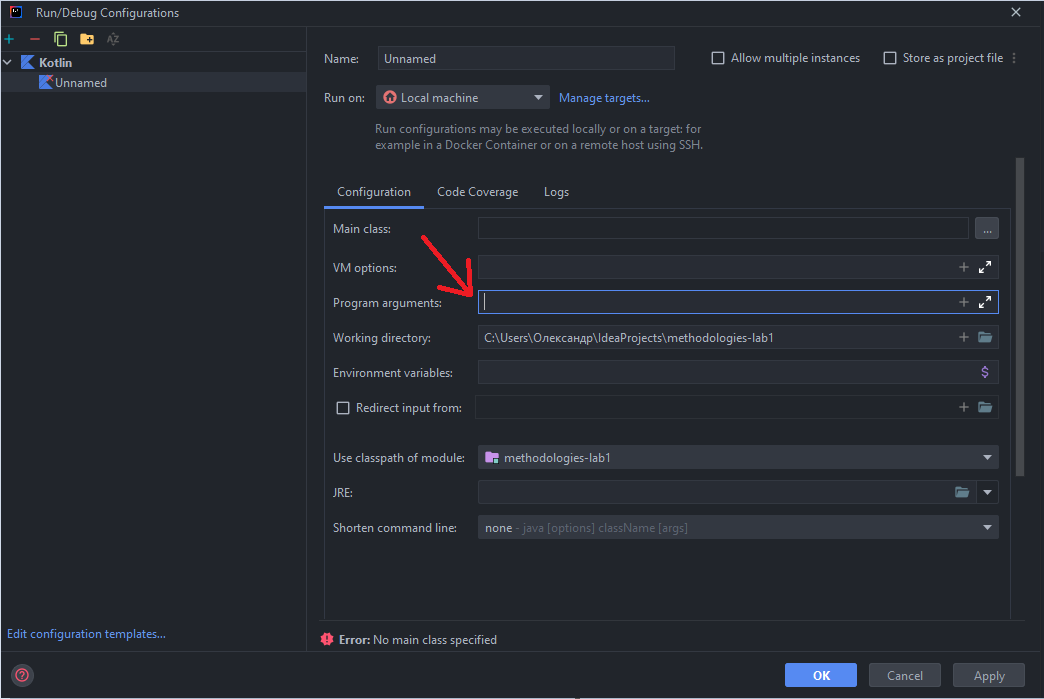 Run/Debug Configurations
Kotlin
Unnamed
Name: Unnamed
Allow multiple instances
Store as project file
Run on: Local machine Manage targets...
Run configurations may be executed locally or on a target: for
example in a Docker Container or on a remote host using SSH.
Configuration Code Coverage Logs
Main class: ...
VM options:
Program arguments:
Working directory: C:\Users\Олександр\IdeaProjects\methodologies-lab1
Environment variables: $
Redirect input from:
Use classpath of module: methodologies-lab1
JRE:
Shorten command line: none - java [options] className [args]
Edit configuration templates...
Error: No main class specified
OK Cancel Apply